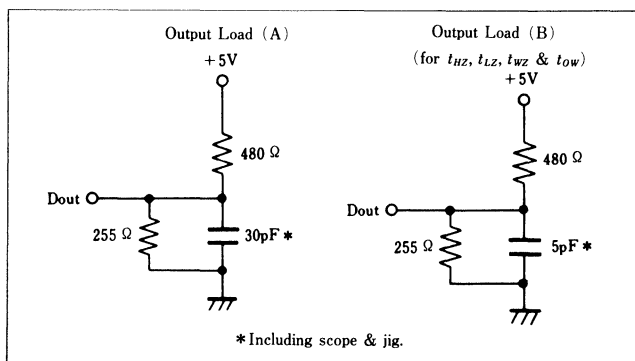 Output Load (A)
+5V
480 Ω
Dout
255 Ω
30pF *
Output Load (B)
(for tHZ, tLZ, tWZ & tOW)
+5V
480 Ω
Dout
255 Ω
5pF *
*Including scope & jig.